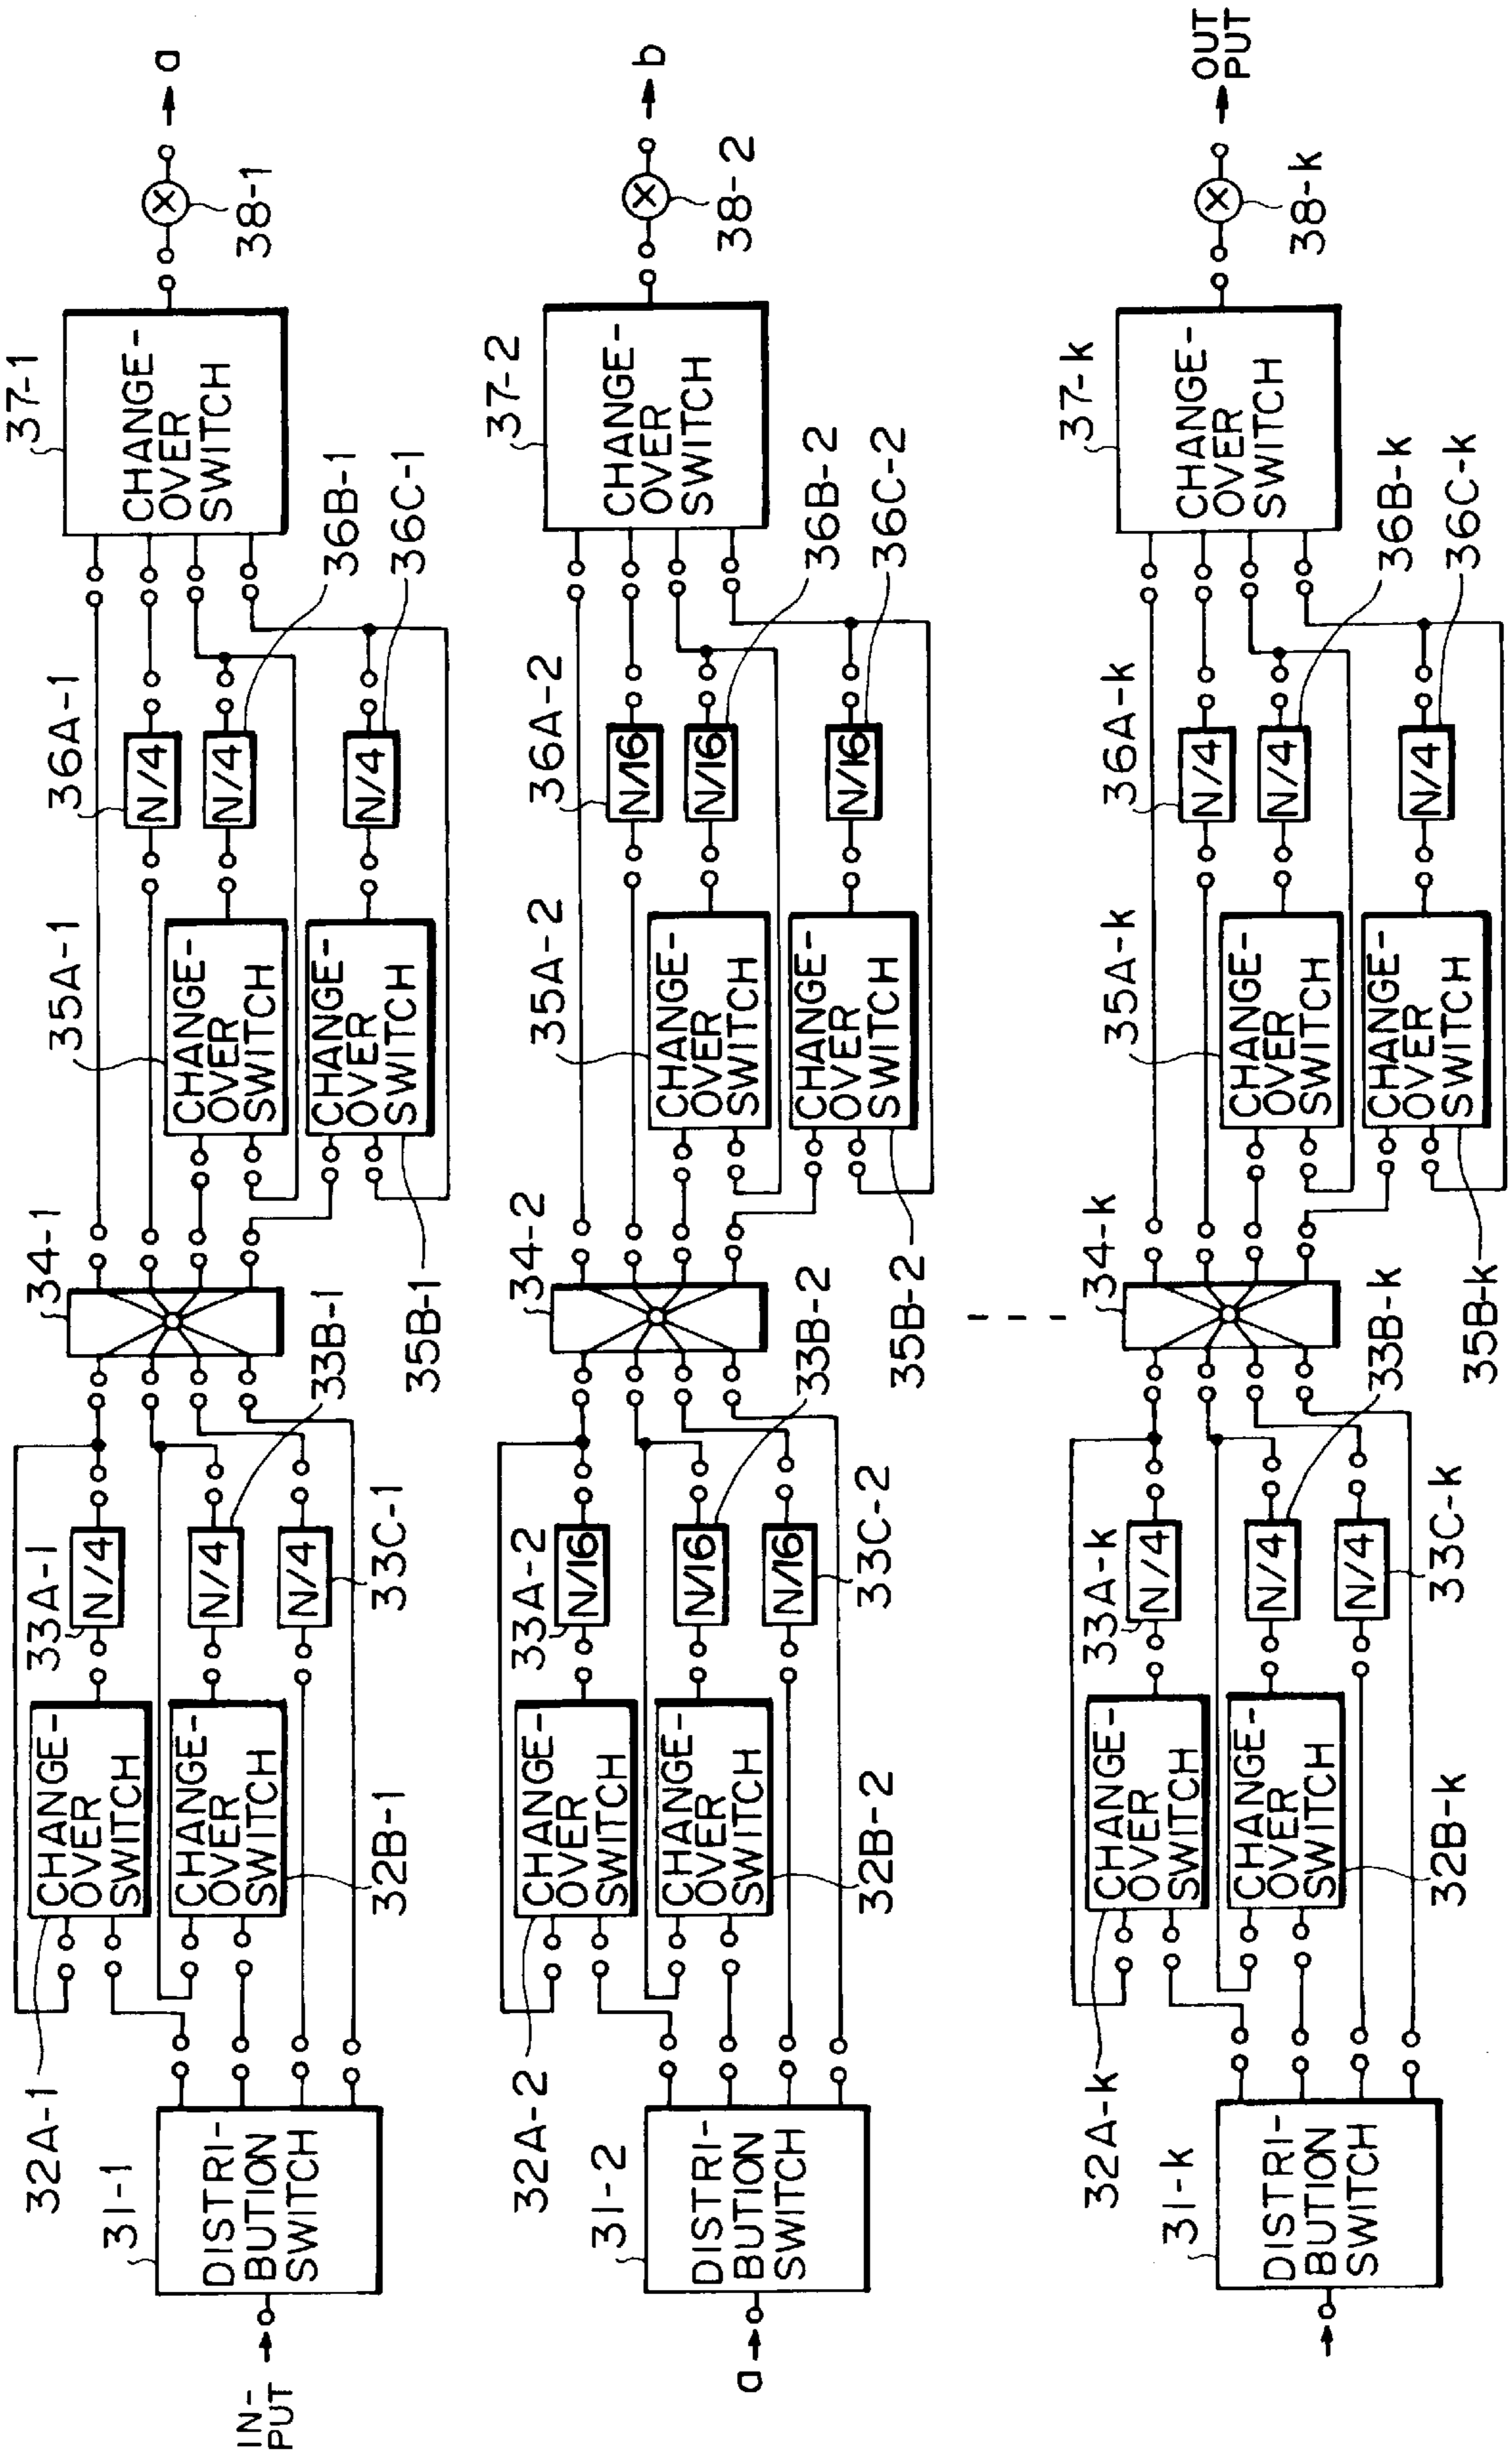 IN-
PUT
31-1
DISTRI-
BUTION
SWITCH
32A-1
CHANGE-
OVER
SWITCH
CHANGE-
OVER
SWITCH
32B-1
33A-1
N/4
N/4
N/4
33B-1
33C-1
34-1
35A-1
CHANGE-
OVER
SWITCH
CHANGE-
OVER
SWITCH
35B-1
36A-1
N/4
N/4
N/4
36B-1
36C-1
37-1
CHANGE-
OVER
SWITCH
38-1
a
a
31-2
DISTRI-
BUTION
SWITCH
32A-2
CHANGE-
OVER
SWITCH
CHANGE-
OVER
SWITCH
32B-2
33A-2
N/16
N/16
N/16
33B-2
33C-2
34-2
35A-2
CHANGE-
OVER
SWITCH
CHANGE-
OVER
SWITCH
35B-2
36A-2
N/16
N/16
N/16
36B-2
36C-2
37-2
CHANGE-
OVER
SWITCH
38-2
b
31-k
DISTRI-
BUTION
SWITCH
32A-k
CHANGE-
OVER
SWITCH
CHANGE-
OVER
SWITCH
32B-k
33A-k
N/4
N/4
N/4
33B-k
33C-k
34-k
35A-k
CHANGE-
OVER
SWITCH
CHANGE-
OVER
SWITCH
35B-k
36A-k
N/4
N/4
N/4
36B-k
36C-k
37-k
CHANGE-
OVER
SWITCH
38-k
OUT
PUT